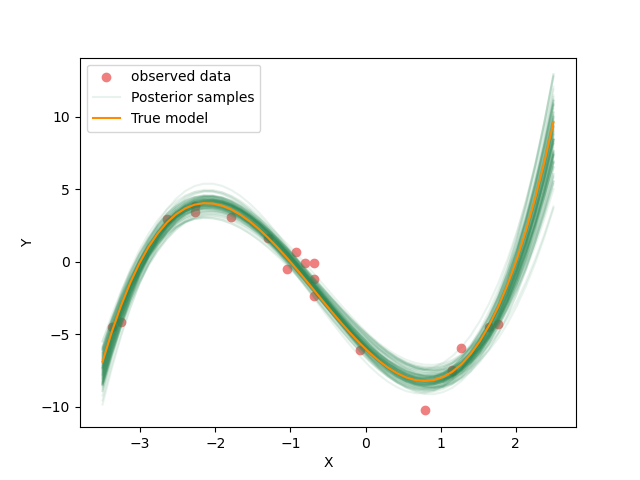 observed data
Posterior samples
True model
10
5
0
−5
−10
Y
−3 −2 −1 0 1 2
X